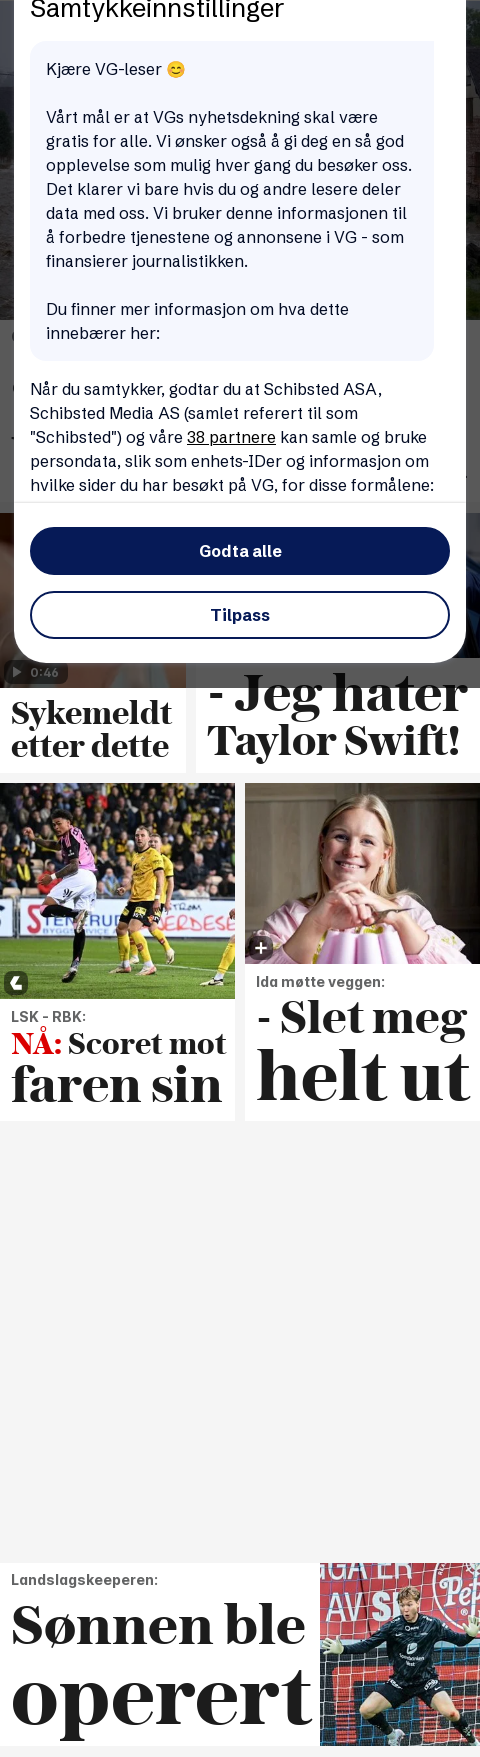 Samtykkeinnstillinger
Kjære VG-leser 😊
Vårt mål er at VGs nyhetsdekning skal være
gratis for alle. Vi ønsker også å gi deg en så god
opplevelse som mulig hver gang du besøker oss.
Det klarer vi bare hvis du og andre lesere deler
data med oss. Vi bruker denne informasjonen til
å forbedre tjenestene og annonsene i VG - som
finansierer journalistikken.
Du finner mer informasjon om hva dette
innebærer her:
Når du samtykker, godtar du at Schibsted ASA,
Schibsted Media AS (samlet referert til som
"Schibsted") og våre 38 partnere kan samle og bruke
persondata, slik som enhets-IDer og informasjon om
hvilke sider du har besøkt på VG, for disse formålene:
Godta alle
Tilpass
0:46
Sykemeldt
etter dette
- Jeg hater
Taylor Swift!
LSK - RBK:
NÅ: Scoret mot
faren sin
Ida møtte veggen:
- Slet meg
helt ut
Landslagskeeperen:
Sønnen ble
operert